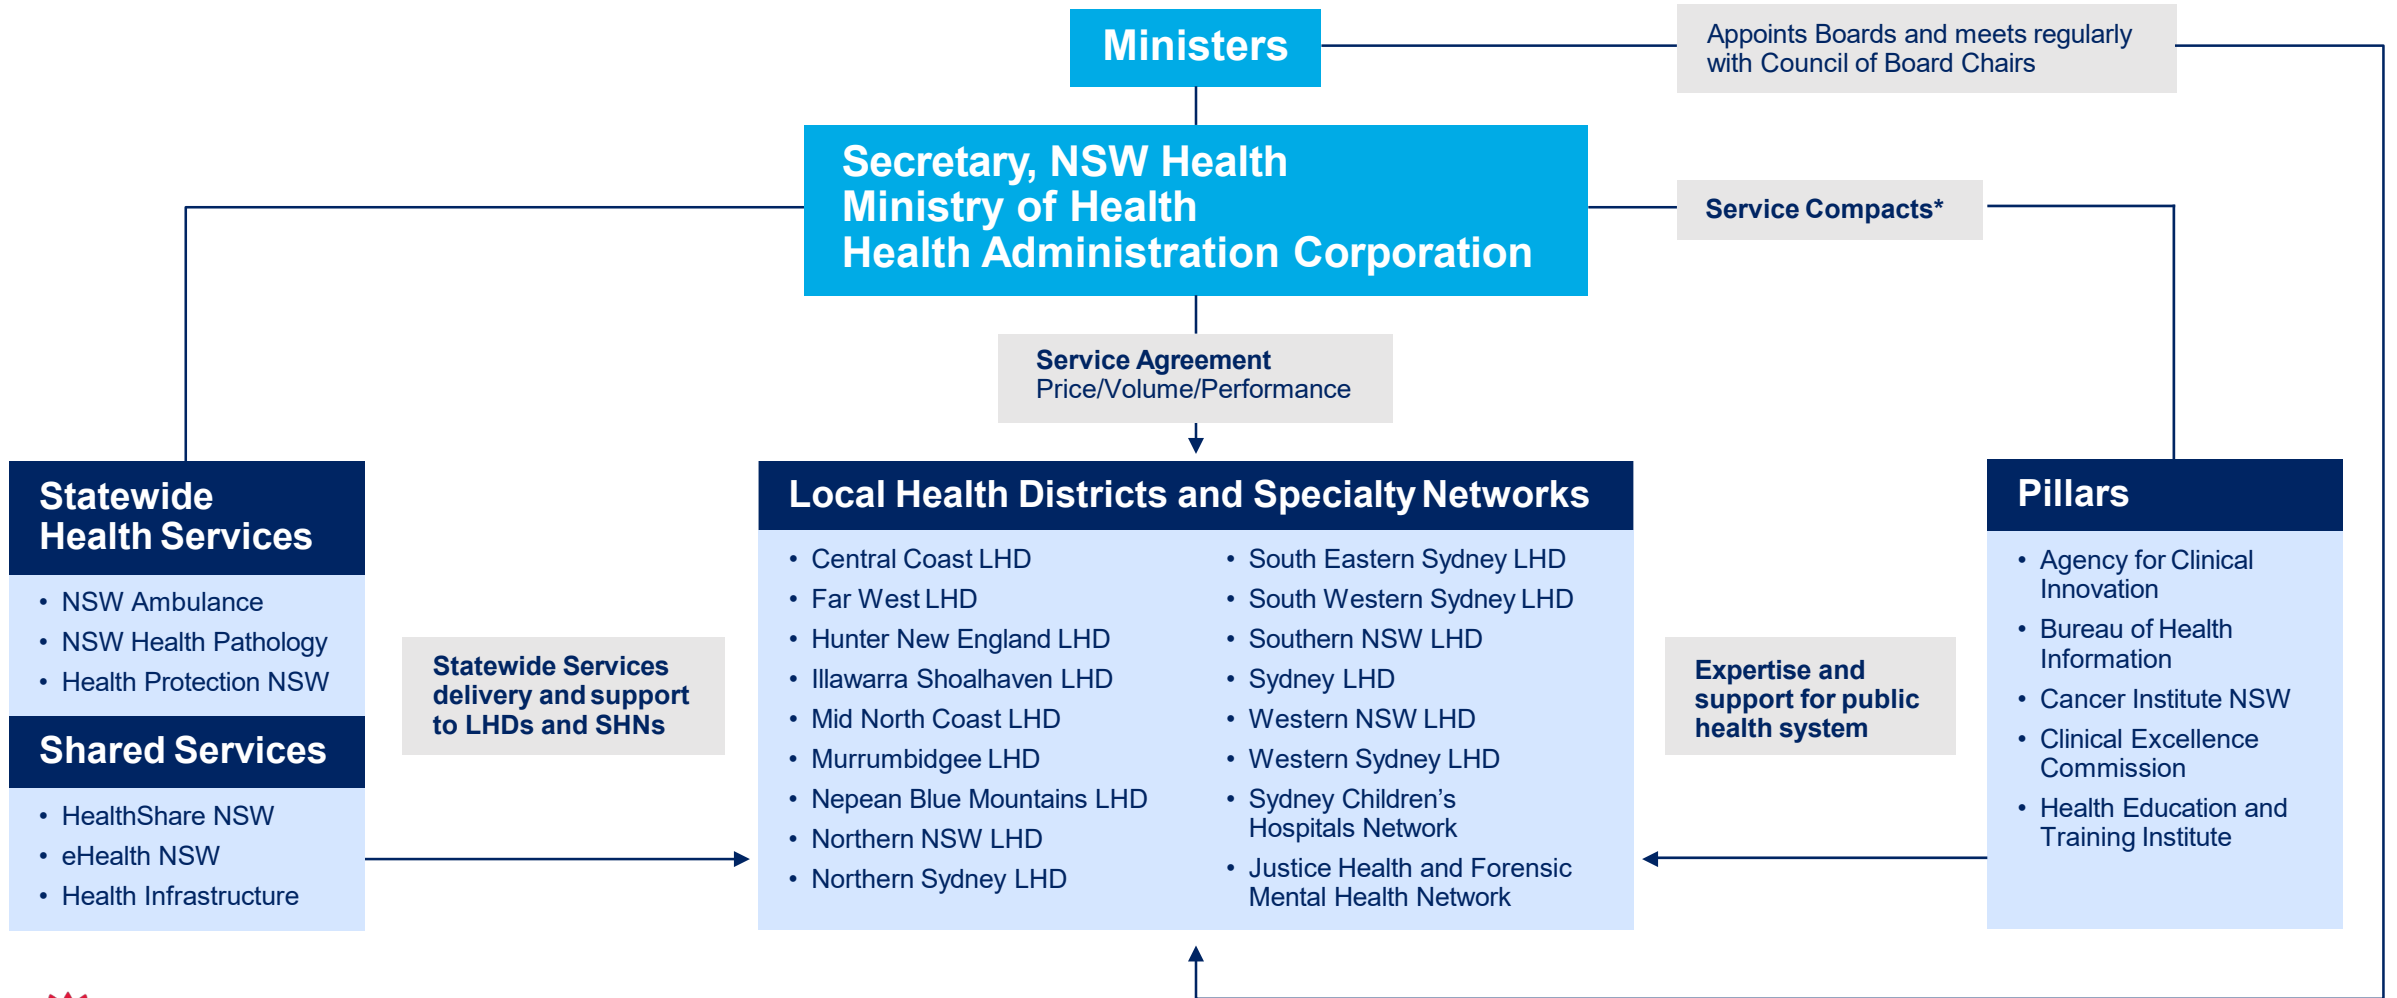 Ministers
Appoints Boards and meets regularly
with Council of Board Chairs
Secretary, NSW Health
Ministry of Health
Health Administration Corporation
Service Compacts*
Service Agreement
Price/Volume/Performance
Statewide
Health Services
• NSW Ambulance
• NSW Health Pathology
• Health Protection NSW
Shared Services
• HealthShare NSW
• eHealth NSW
• Health Infrastructure
Statewide Services
delivery and support
to LHDs and SHNs
Local Health Districts and Specialty Networks
• Central Coast LHD
• Far West LHD
• Hunter New England LHD
• Illawarra Shoalhaven LHD
• Mid North Coast LHD
• Murrumbidgee LHD
• Nepean Blue Mountains LHD
• Northern NSW LHD
• Northern Sydney LHD
• South Eastern Sydney LHD
• South Western Sydney LHD
• Southern NSW LHD
• Sydney LHD
• Western NSW LHD
• Western Sydney LHD
• Sydney Children’s
Hospitals Network
• Justice Health and Forensic
Mental Health Network
Expertise and
support for public
health system
Pillars
• Agency for Clinical
Innovation
• Bureau of Health
Information
• Cancer Institute NSW
• Clinical Excellence
Commission
• Health Education and
Training Institute